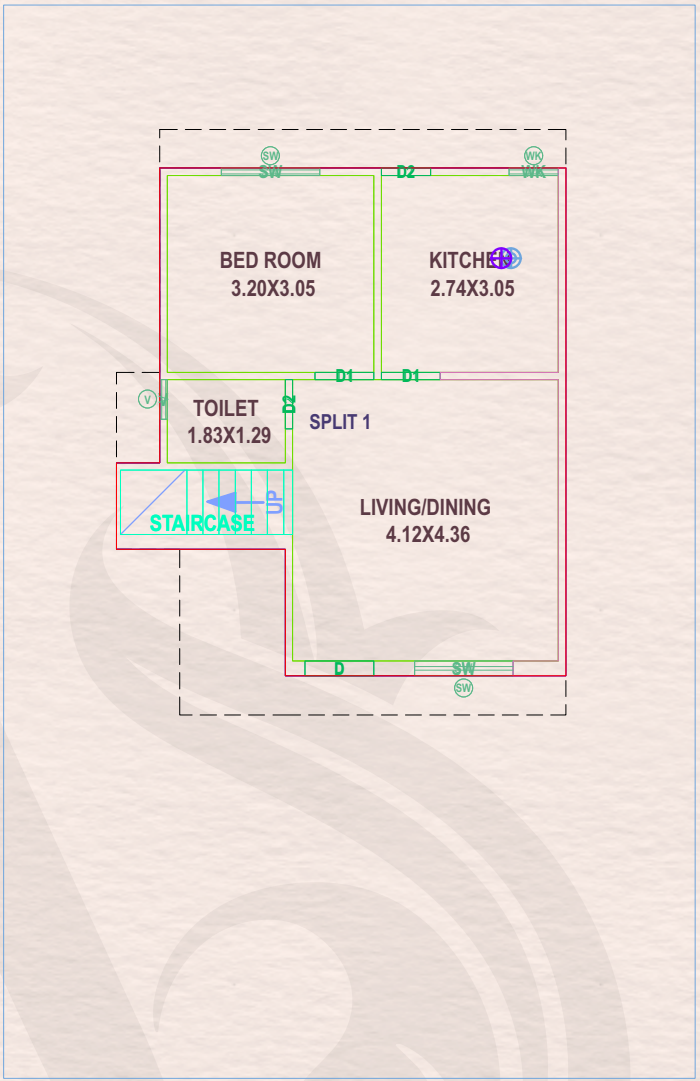 SW
WK
SW
D2
WK
BED ROOM
3.20X3.05
KITCHEN
2.74X3.05
D1
D1
V
V
TOILET
1.83X1.29
D2
SPLIT 1
UP
STAIRCASE
LIVING/DINING
4.12X4.36
D
SW
SW